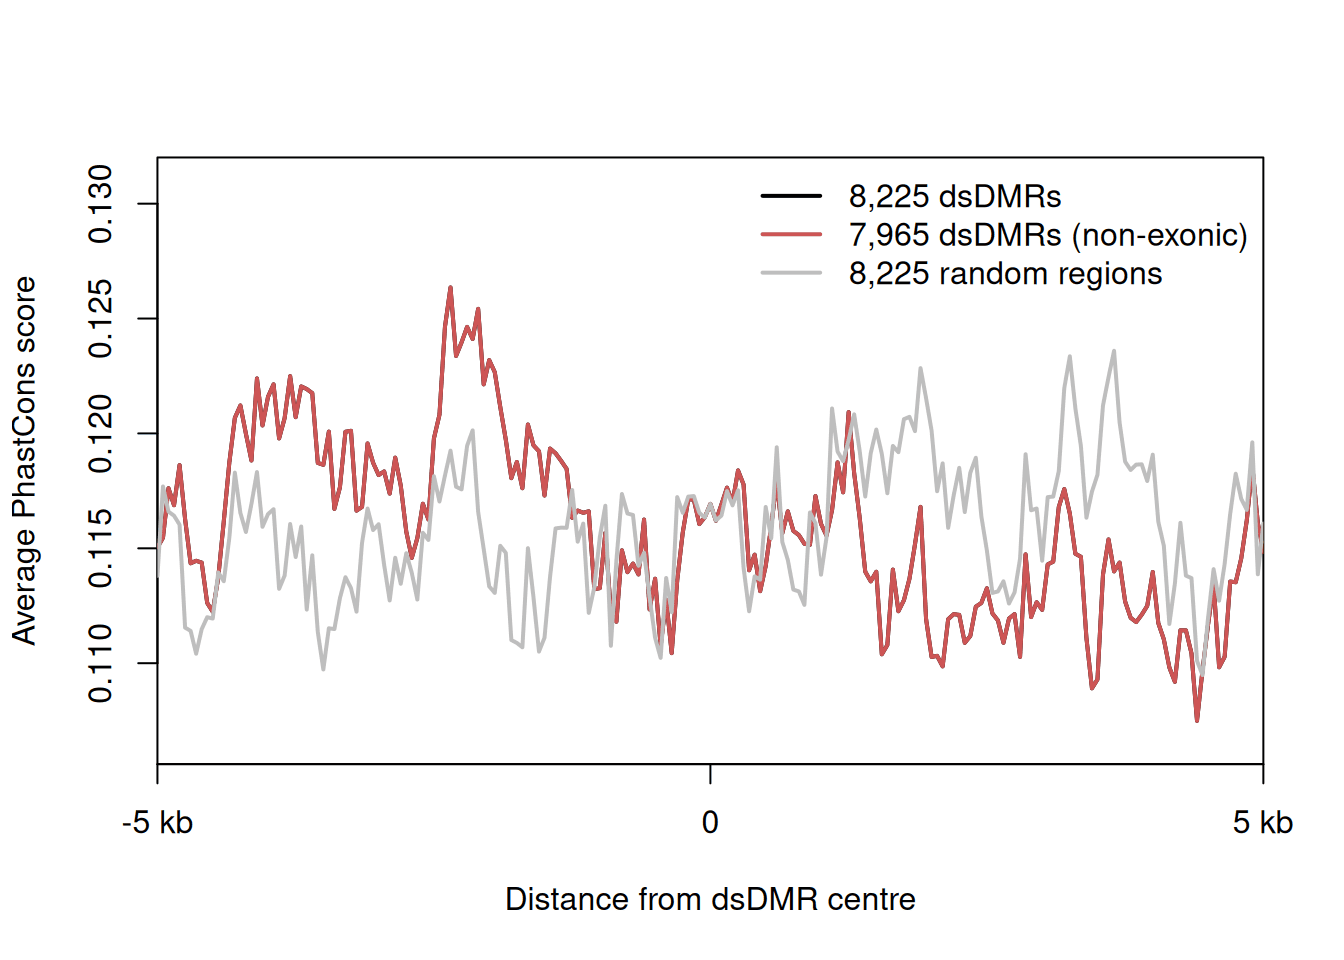 8,225 dsDMRs
7,965 dsDMRs (non-exonic)
8,225 random regions
Average PhastCons score
0.130
0.125
0.120
0.115
0.110
-5 kb
0
5 kb
Distance from dsDMR centre